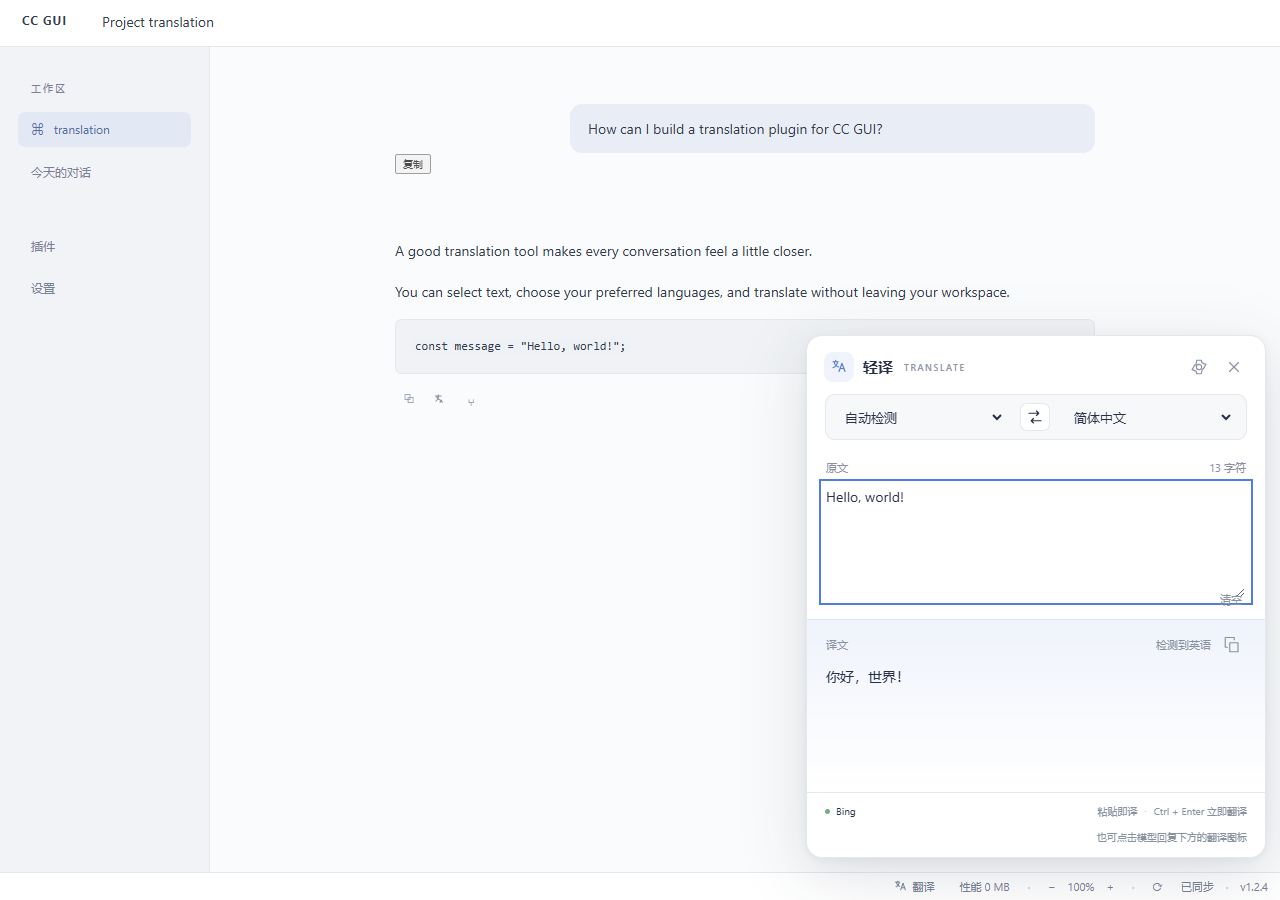 CC GUI Project translation
工作区
⌘ translation
今天的对话
插件
设置
How can I build a translation plugin for CC GUI?
复制
A good translation tool makes every conversation feel a little closer.
You can select text, choose your preferred languages, and translate without leaving your workspace.
const message = "Hello, world!";
轻译 TRANSLATE
自动检测 简体中文
原文 13 字符
Hello, world!
清空
译文 检测到英语
你好，世界！
Bing 粘贴即译 · Ctrl + Enter 立即翻译
也可点击模型回复下方的翻译图标
翻译 性能 0 MB · − 100% + · 已同步 · v1.2.4